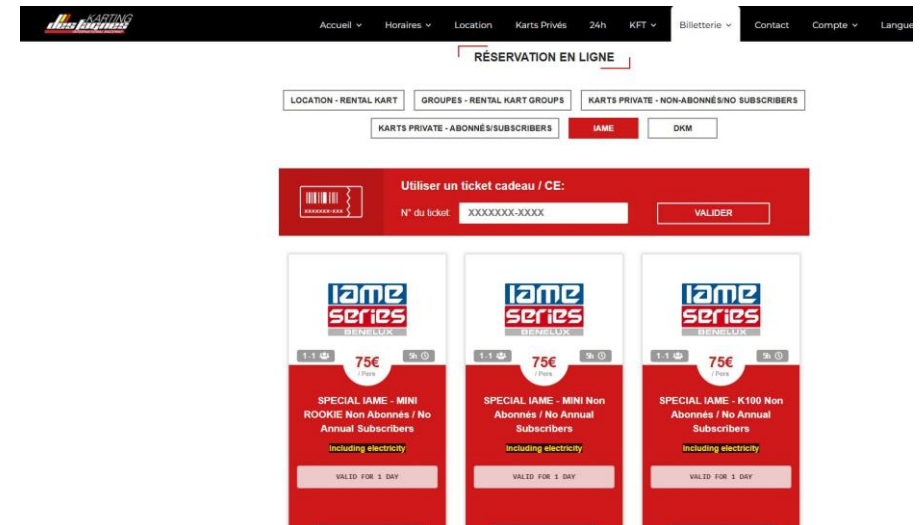 KARTING
des fagnes
Accueil Horaires Location Karts Privés 24h KFT Billetterie Contact Compte Langue
RÉSERVATION EN LIGNE
LOCATION - RENTAL KART GROUPES - RENTAL KART GROUPS KARTS PRIVATE - NON-ABONNÉS/NO SUBSCRIBERS
KARTS PRIVATE - ABONNÉS/SUBSCRIBERS IAME DKM
Utiliser un ticket cadeau / CE:
XXXXXXX-XXX N° du ticket: XXXXXXX-XXXX VALIDER
iame iame iame
series series series
BENELUX BENELUX BENELUX
1-1 75€ 5h 1-1 75€ 5h 1-1 75€ 5h
/ Pers / Pers / Pers
SPECIAL IAME - MINI
ROOKIE Non Abonnés / No
Annual Subscribers
Including electricity
VALID FOR 1 DAY
SPECIAL IAME - MINI Non
Abonnés / No Annual
Subscribers
Including electricity
VALID FOR 1 DAY
SPECIAL IAME - K100 Non
Abonnés / No Annual
Subscribers
Including electricity
VALID FOR 1 DAY